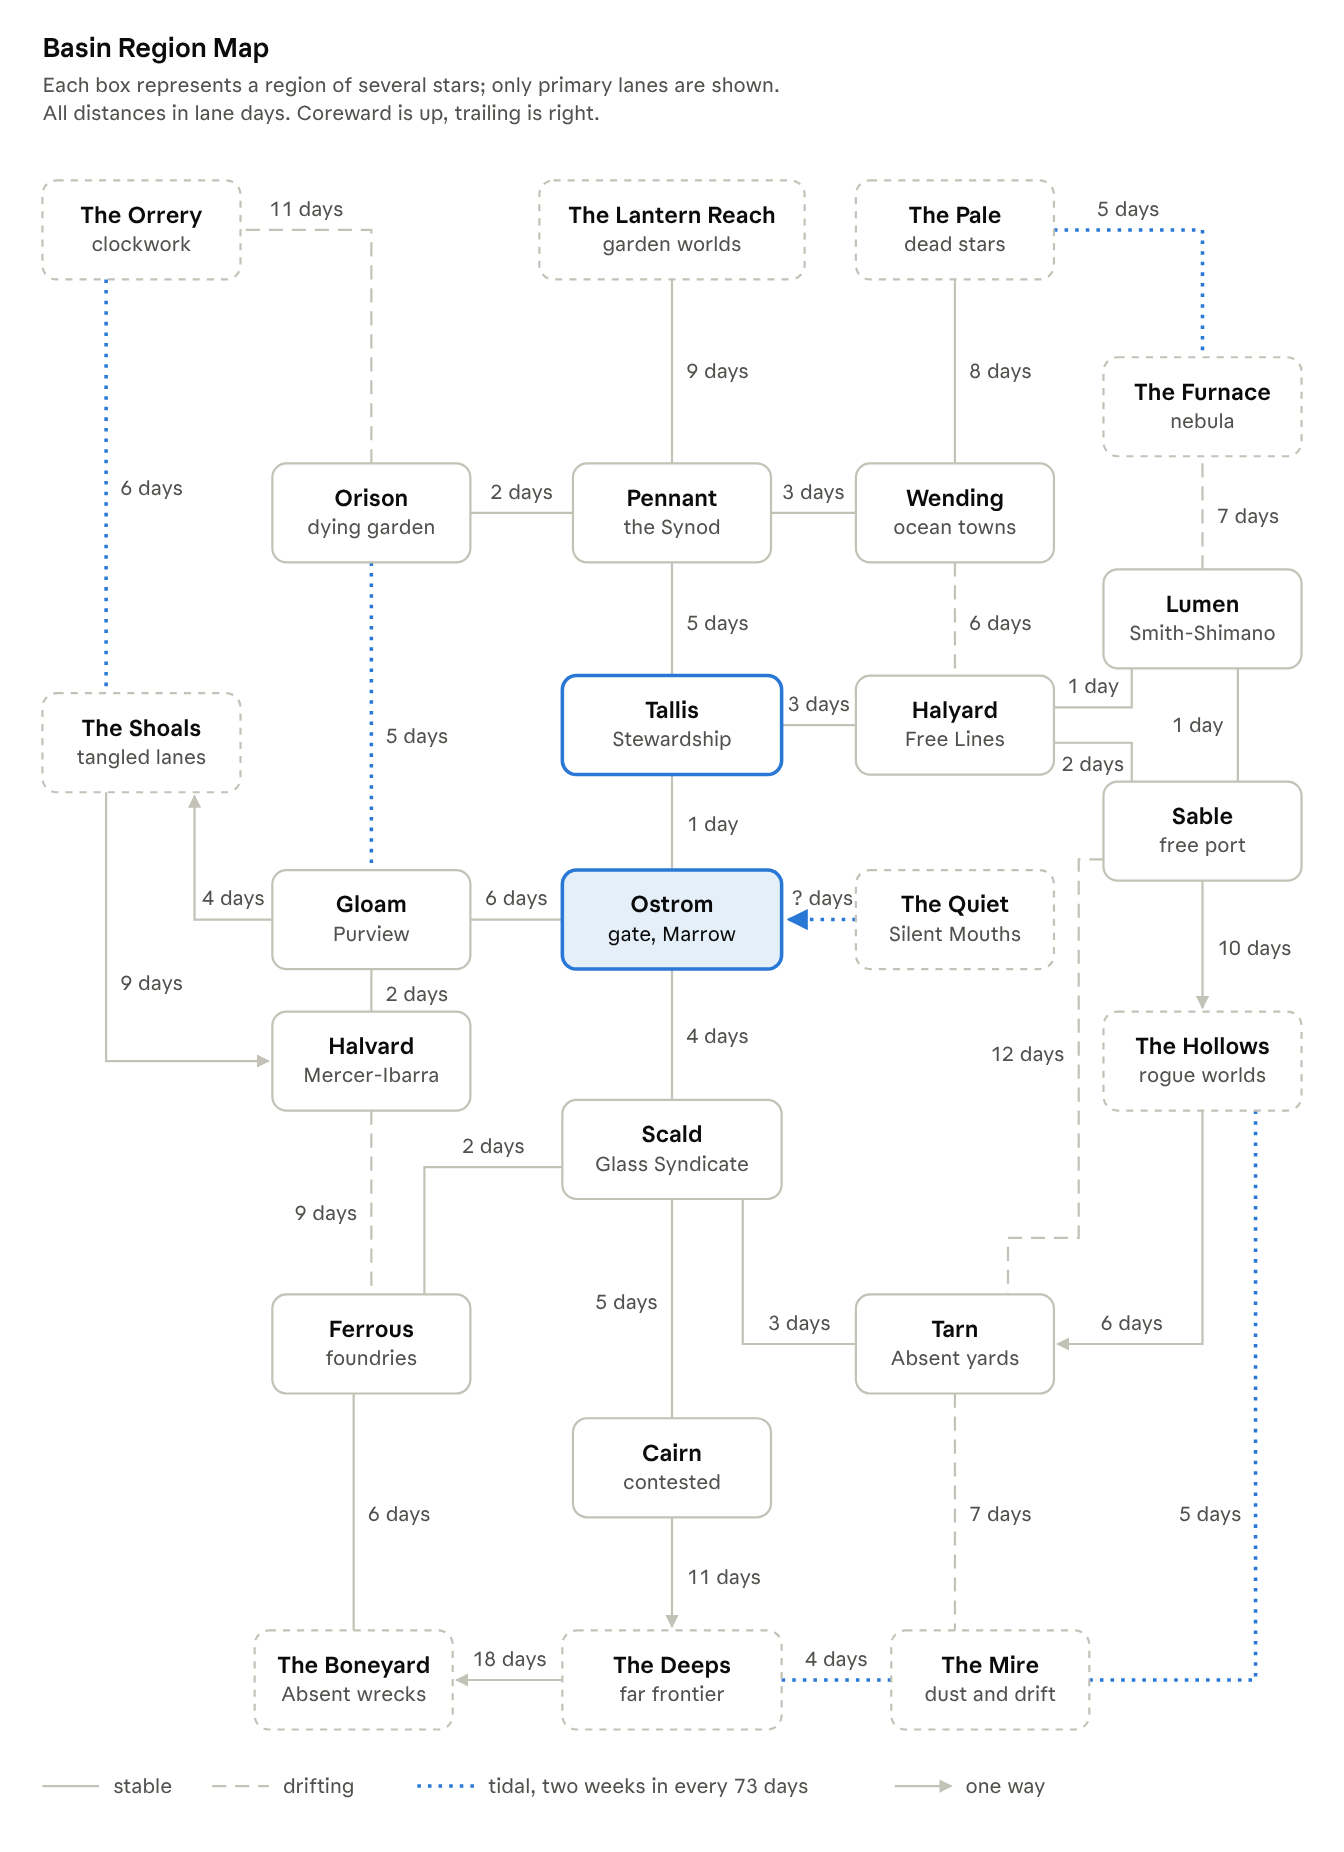 Basin Region Map
Each box represents a region of several stars; only primary lanes are shown.
All distances in lane days. Coreward is up, trailing is right.
The Orrery
clockwork
11 days
The Lantern Reach
garden worlds
The Pale
dead stars
5 days
9 days
8 days
The Furnace
nebula
6 days
Orison
dying garden
2 days
Pennant
the Synod
3 days
Wending
ocean towns
7 days
5 days
6 days
Lumen
Smith-Shimano
The Shoals
tangled lanes
5 days
Tallis
Stewardship
3 days
Halyard
Free Lines
1 day
1 day
2 days
1 day
Sable
free port
4 days
Gloam
Purview
6 days
Ostrom
gate, Marrow
? days
The Quiet
Silent Mouths
10 days
9 days
2 days
Halvard
Mercer-Ibarra
4 days
12 days
The Hollows
rogue worlds
2 days
Scald
Glass Syndicate
9 days
5 days
3 days
6 days
Ferrous
foundries
Tarn
Absent yards
Cairn
contested
6 days
7 days
5 days
11 days
The Boneyard
Absent wrecks
18 days
The Deeps
far frontier
4 days
The Mire
dust and drift
stable
drifting
tidal, two weeks in every 73 days
one way